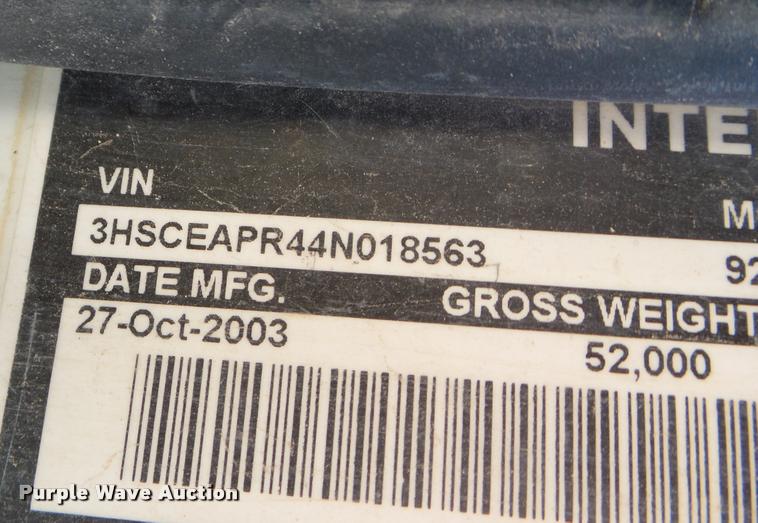 INTE
VIN
M
3HSCEAPR44N018563
92
DATE MFG.
GROSS WEIGHT
27-Oct-2003
52,000
Purple Wave Auction